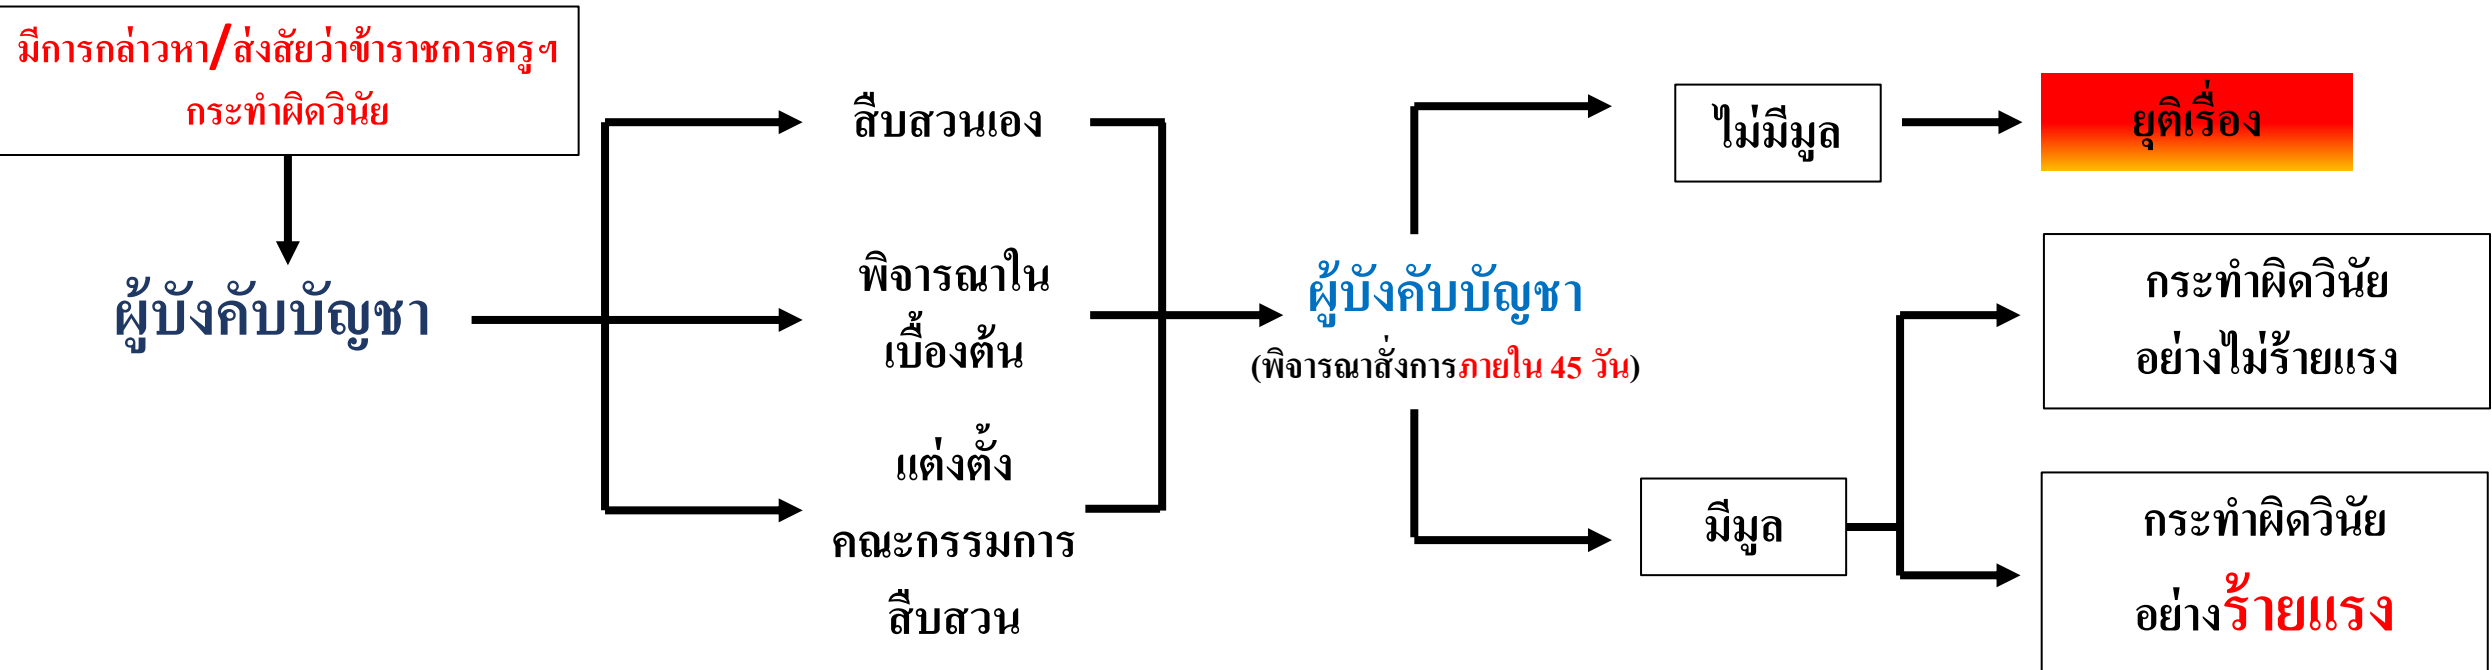 มีการกล่าวหา/ส่งสัยว่าข้าราชการครูฯ
กระทำผิดวินัย
ผู้บังคับบัญชา
สืบสวนเอง
พิจารณาใน
เบื้องต้น
แต่งตั้ง
คณะกรรมการ
สืบสวน
ผู้บังคับบัญชา
(พิจารณาสั่งการภายใน 45 วัน)
ไม่มีมูล
ยุติเรื่อง
มีมูล
กระทำผิดวินัย
อย่างไม่ร้ายแรง
กระทำผิดวินัย
อย่างร้ายแรง